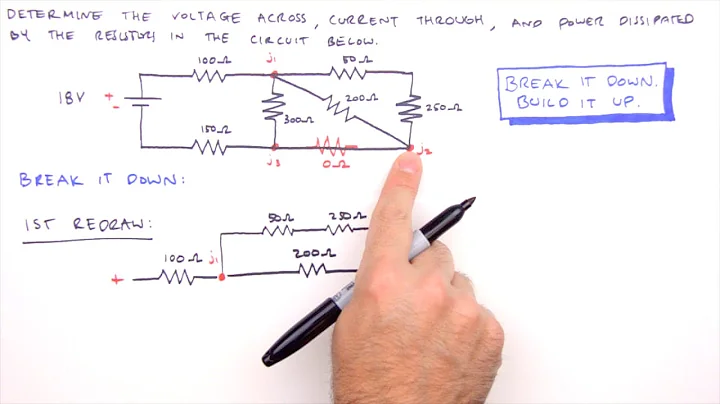 DETERMINE THE VOLTAGE ACROSS, CURRENT THROUGH, AND POWER DISSIPATED
BY THE RESISTORS IN THE CIRCUIT BELOW.
100Ω
j1
50Ω
BREAK IT DOWN.
BUILD IT UP.
18V
+
-
300Ω
200Ω
250Ω
150Ω
j3
0Ω
j2
BREAK IT DOWN:
1ST REDRAW:
50Ω
250Ω
100Ω
j1
200Ω
+